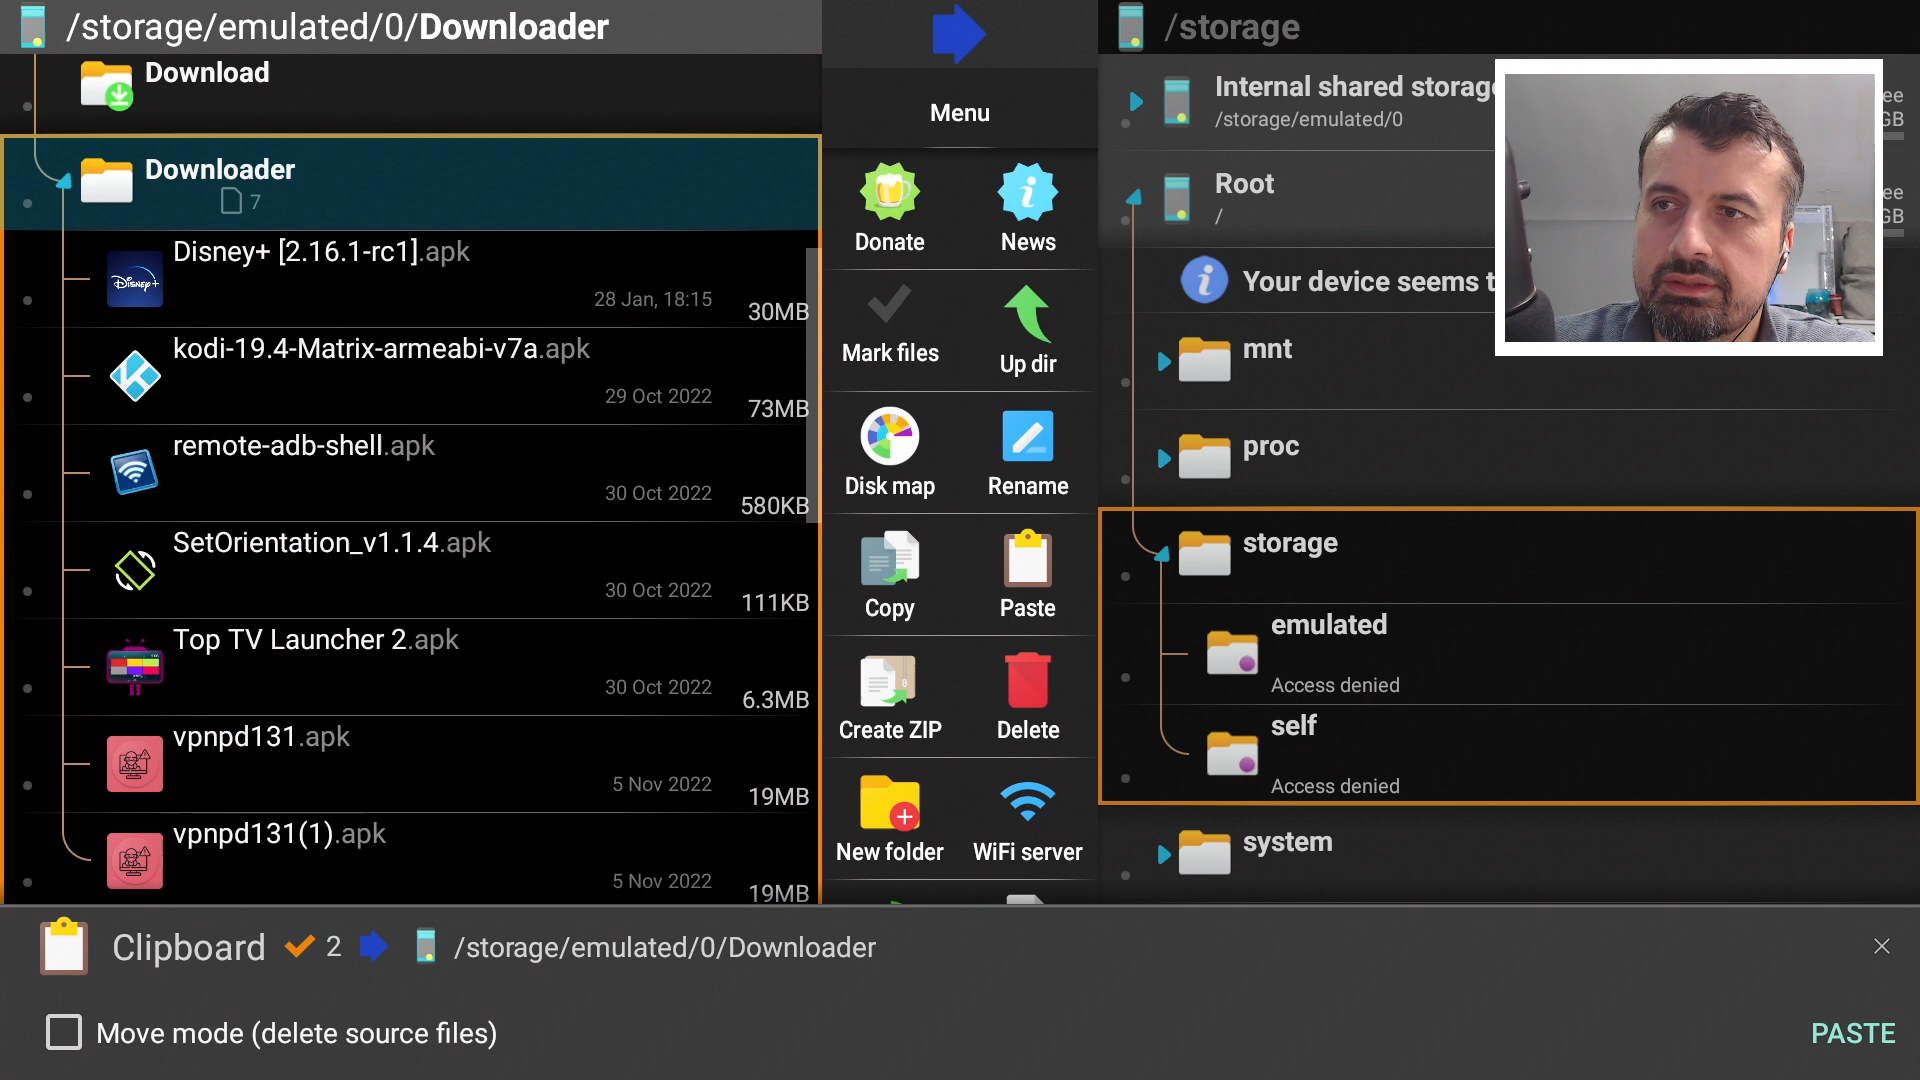 /storage/emulated/0/Downloader
Download
Downloader
7
Disney+ [2.16.1-rc1].apk
28 Jan, 18:15
30MB
kodi-19.4-Matrix-armeabi-v7a.apk
29 Oct 2022
73MB
remote-adb-shell.apk
30 Oct 2022
580KB
SetOrientation_v1.1.4.apk
30 Oct 2022
111KB
Top TV Launcher 2.apk
30 Oct 2022
6.3MB
vpnpd131.apk
5 Nov 2022
19MB
vpnpd131(1).apk
5 Nov 2022
19MB
Menu
Donate
News
Mark files
Up dir
Disk map
Rename
Copy
Paste
Create ZIP
Delete
New folder
WiFi server
/storage
Internal shared storage
/storage/emulated/0
ee
GB
Root
/
ee
GB
Your device seems t
mnt
proc
storage
emulated
Access denied
self
Access denied
system
Clipboard 2 /storage/emulated/0/Downloader
Move mode (delete source files)
PASTE